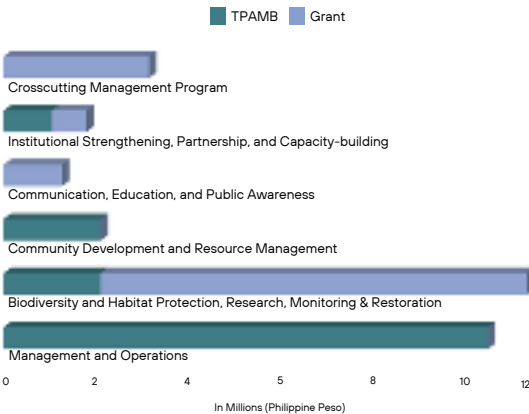 TPAMB Grant
Crosscutting Management Program
Institutional Strengthening, Partnership, and Capacity-building
Communication, Education, and Public Awareness
Community Development and Resource Management
Biodiversity and Habitat Protection, Research, Monitoring & Restoration
Management and Operations
0 2 4 5 8 10 12
In Millions (Philippine Peso)